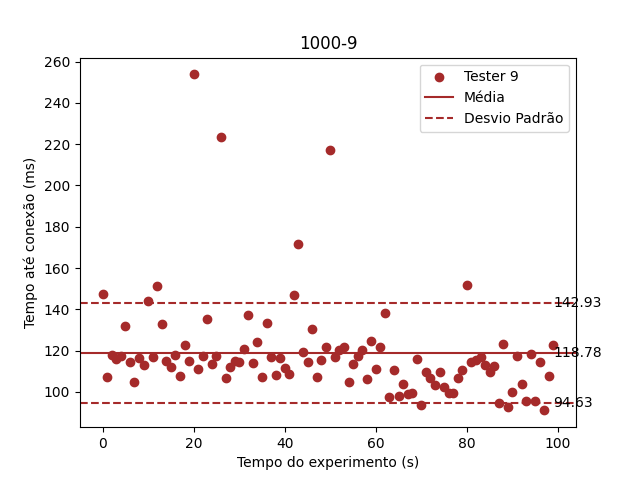 1000-9
Tester 9
Média
Desvio Padrão
Tempo até conexão (ms)
260
240
220
200
180
160
140
120
100
142.93
118.78
94.63
0 20 40 60 80 100
Tempo do experimento (s)